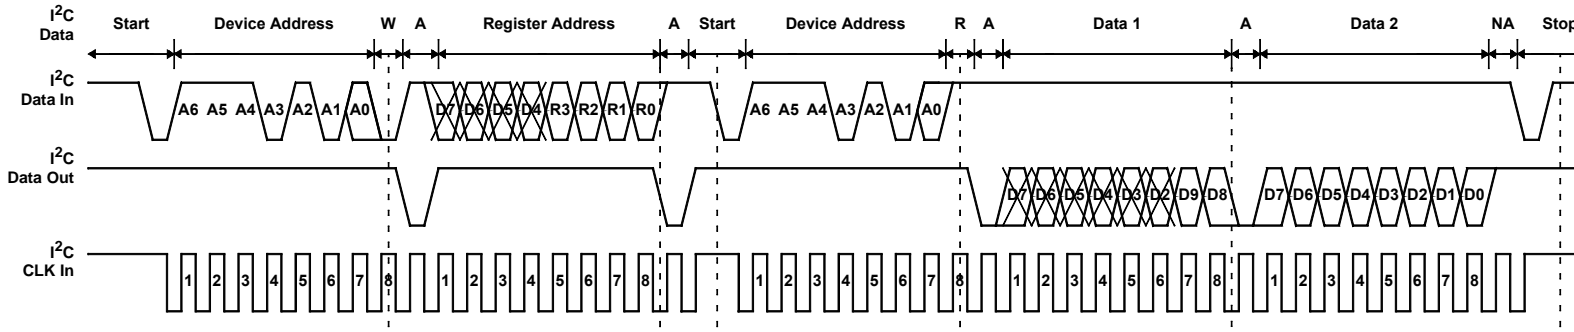 I2C Data
Start Device Address W A Register Address A Start Device Address R A Data 1 A Data 2 NA Stop
I2C Data In
A6 A5 A4 A3 A2 A1 A0 D7 D6 D5 D4 R3 R2 R1 R0 A6 A5 A4 A3 A2 A1 A0
I2C Data Out
D7 D6 D5 D4 D3 D2 D9 D8 D7 D6 D5 D4 D3 D2 D1 D0
I2C CLK In
1 2 3 4 5 6 7 8 1 2 3 4 5 6 7 8 1 2 3 4 5 6 7 8 1 2 3 4 5 6 7 8 1 2 3 4 5 6 7 8